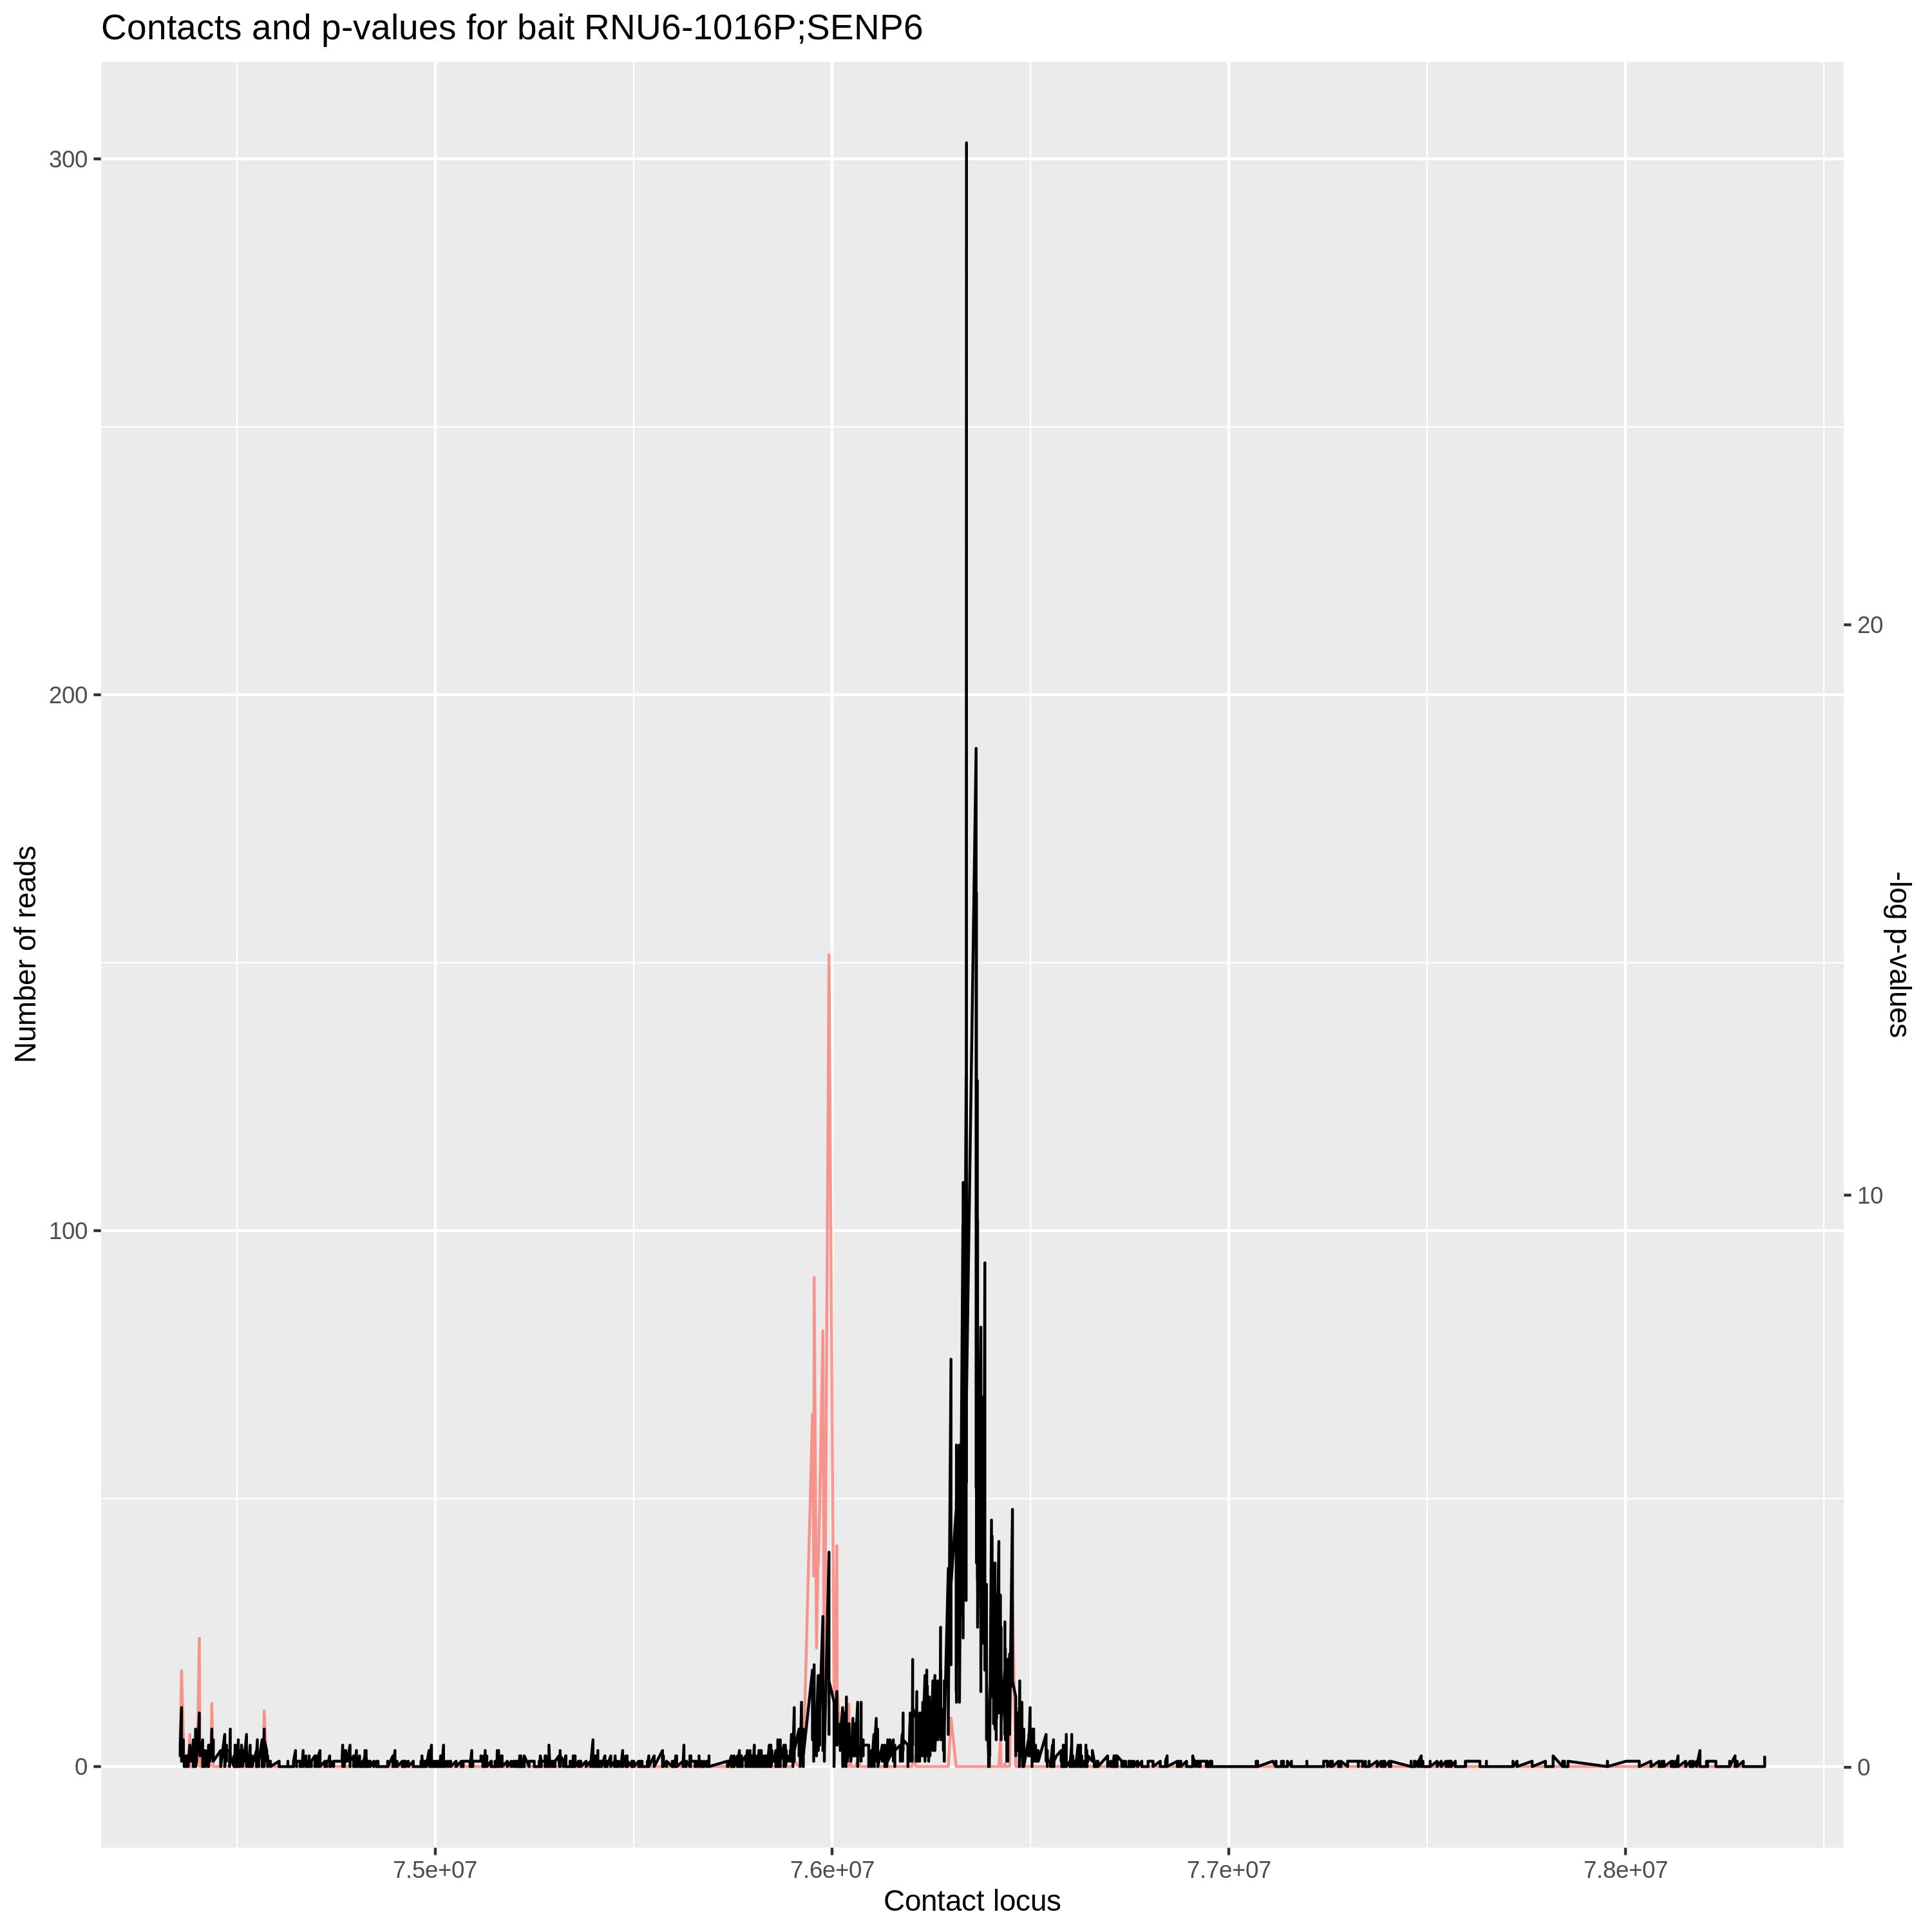 Contacts and p-values for bait RNU6-1016P;SENP6
300
200
100
0
Number of reads
20
10
0
-log p-values
7.5e+07 7.6e+07 7.7e+07 7.8e+07
Contact locus